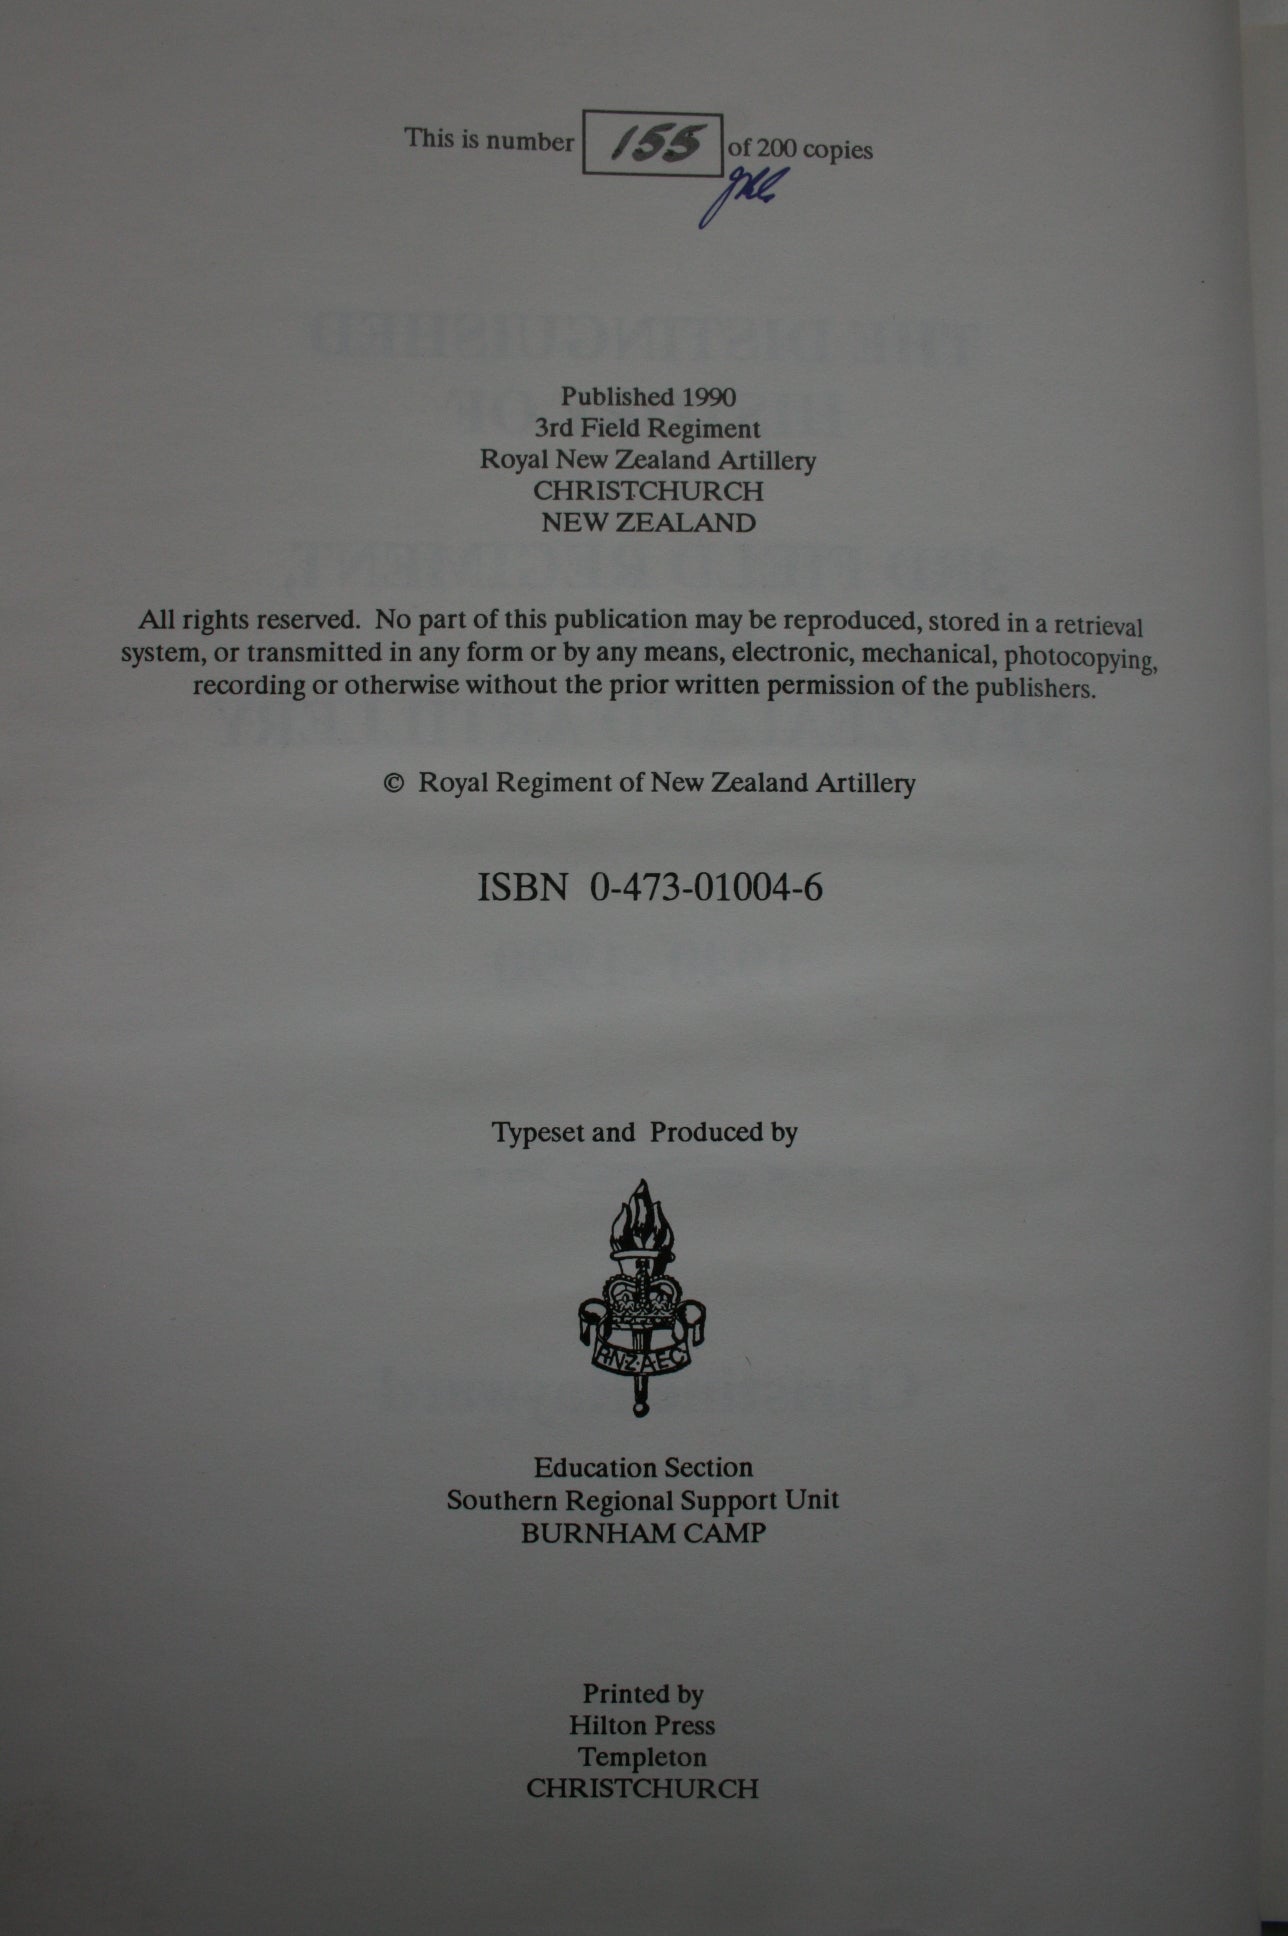 This is number 155 of 200 copies
Published 1990
3rd Field Regiment
Royal New Zealand Artillery
CHRISTCHURCH
NEW ZEALAND
All rights reserved. No part of this publication may be reproduced, stored in a retrieval
system, or transmitted in any form or by any means, electronic, mechanical, photocopying,
recording or otherwise without the prior written permission of the publishers.
© Royal Regiment of New Zealand Artillery
ISBN 0-473-01004-6
Typeset and Produced by
R·N·Z·A·E·C
Education Section
Southern Regional Support Unit
BURNHAM CAMP
Printed by
Hilton Press
Templeton
CHRISTCHURCH